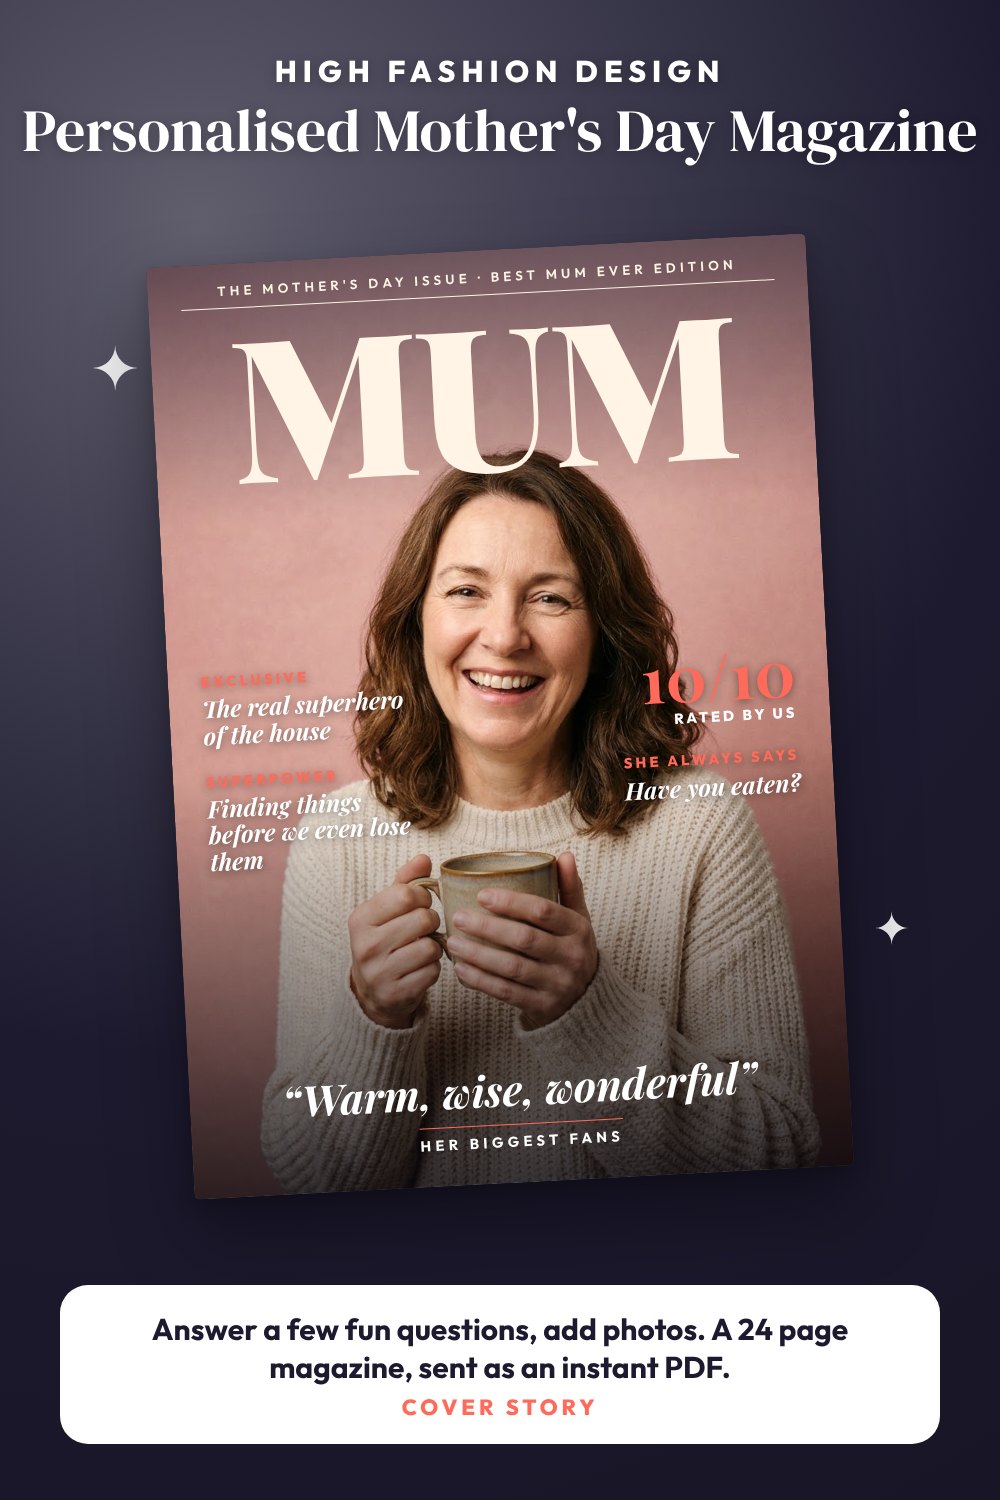 HIGH FASHION DESIGN
Personalised Mother's Day Magazine
THE MOTHER'S DAY ISSUE · BEST MUM EVER EDITION
MUM
EXCLUSIVE
The real superhero
of the house
SUPERPOWER
Finding things
before we even lose
them
10/10
RATED BY US
SHE ALWAYS SAYS
Have you eaten?
“Warm, wise, wonderful”
HER BIGGEST FANS
Answer a few fun questions, add photos. A 24 page
magazine, sent as an instant PDF.
COVER STORY